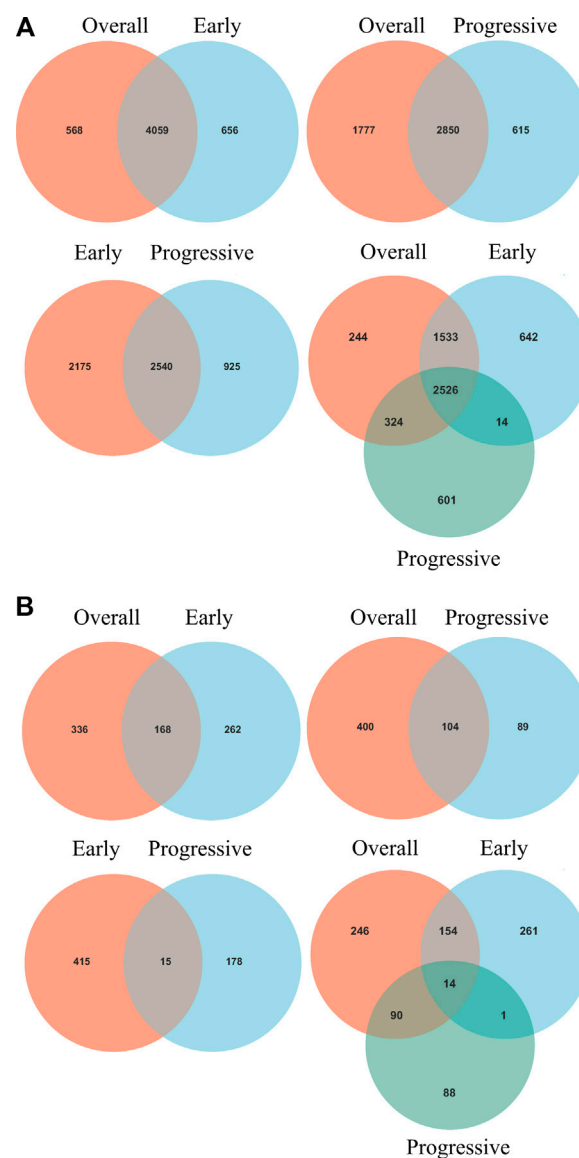 A
Overall Early
568 4059 656
Overall Progressive
1777 2850 615
Early Progressive
2175 2540 925
Overall Early
244 1533 642
2526
324 14
601
Progressive
B
Overall Early
336 168 262
Overall Progressive
400 104 89
Early Progressive
415 15 178
Overall Early
246 154 261
14
90 1
88
Progressive